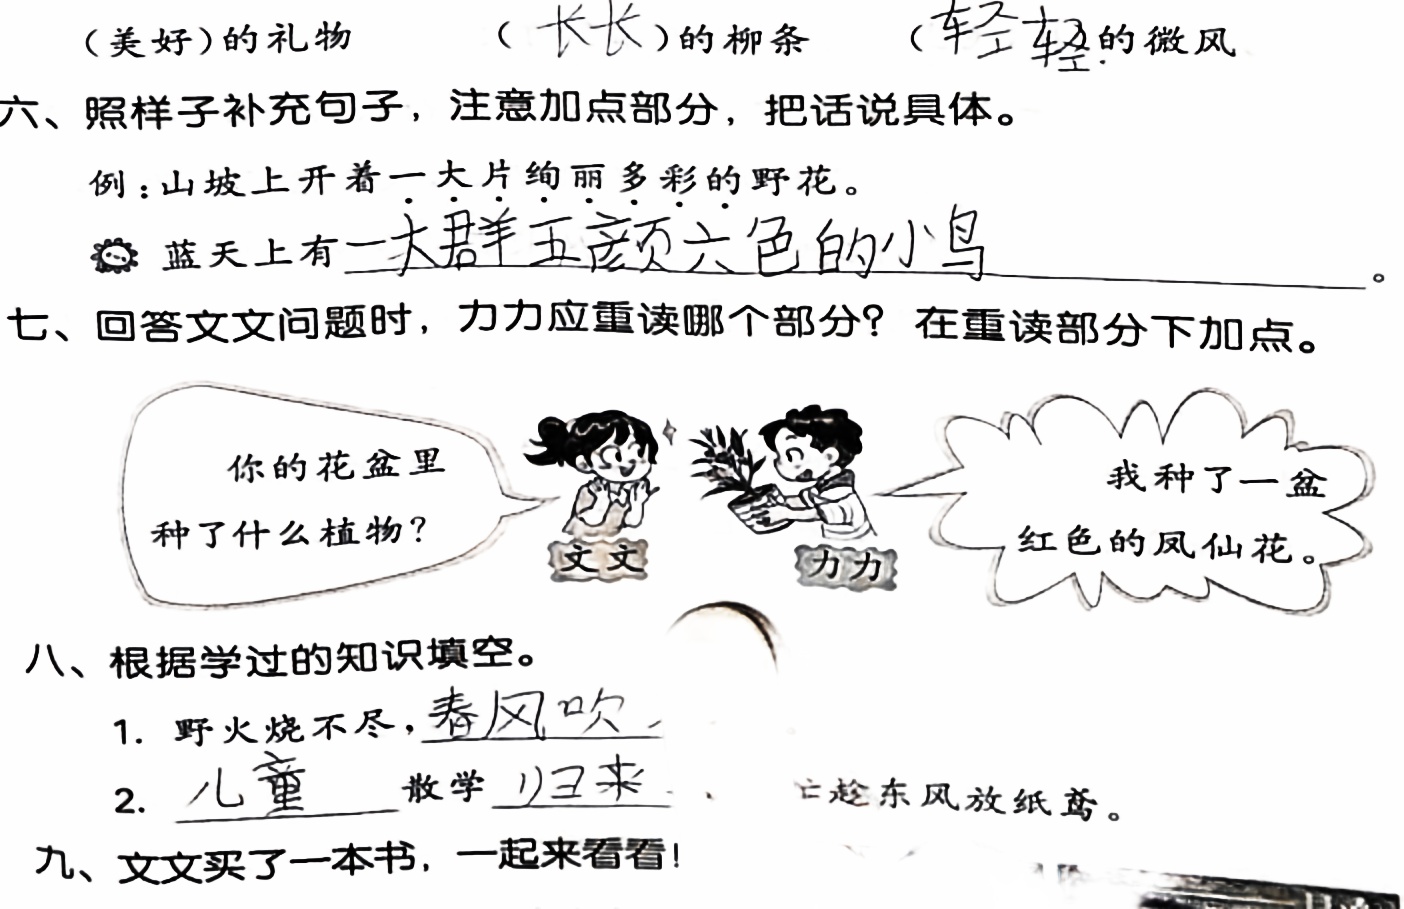 (美好)的礼物 (长长)的柳条 (轻轻)的微风
六、照样子补充句子，注意加点部分，把话说具体。
例：山坡上开着一大片绚丽多彩的野花。
蓝天上有一大群五颜六色的小鸟。
七、回答文文问题时，力力应重读哪个部分？在重读部分下加点。
你的花盆里
种了什么植物？
文文
力力
我种了一盆
红色的凤仙花。
八、根据学过的知识填空。
1. 野火烧不尽，春风吹
2. 儿童散学归来 趁东风放纸鸢。
九、文文买了一本书，一起来看看！